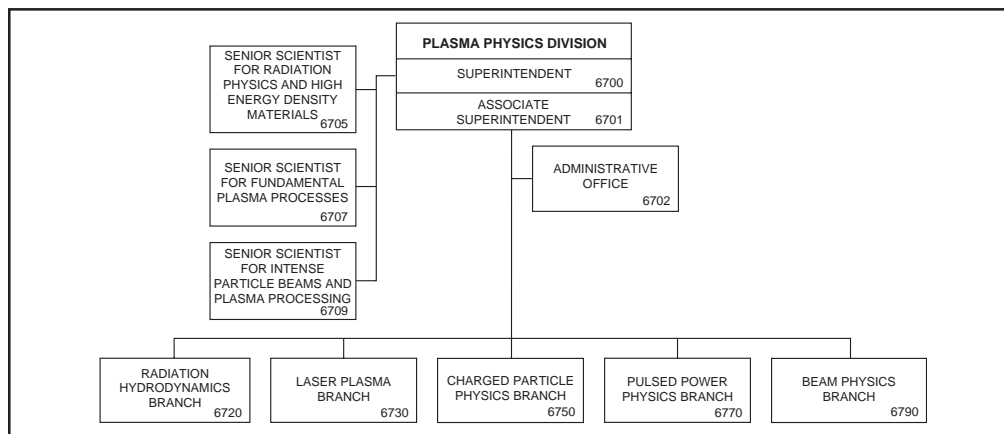 PLASMA PHYSICS DIVISION
SUPERINTENDENT
6700
ASSOCIATE
SUPERINTENDENT
6701
SENIOR SCIENTIST
FOR RADIATION
PHYSICS AND HIGH
ENERGY DENSITY
MATERIALS
6705
SENIOR SCIENTIST
FOR FUNDAMENTAL
PLASMA PROCESSES
6707
SENIOR SCIENTIST
FOR INTENSE
PARTICLE BEAMS AND
PLASMA PROCESSING
6709
ADMINISTRATIVE
OFFICE
6702
RADIATION
HYDRODYNAMICS
BRANCH
6720
LASER PLASMA
BRANCH
6730
CHARGED PARTICLE
PHYSICS BRANCH
6750
PULSED POWER
PHYSICS BRANCH
6770
BEAM PHYSICS
BRANCH
6790